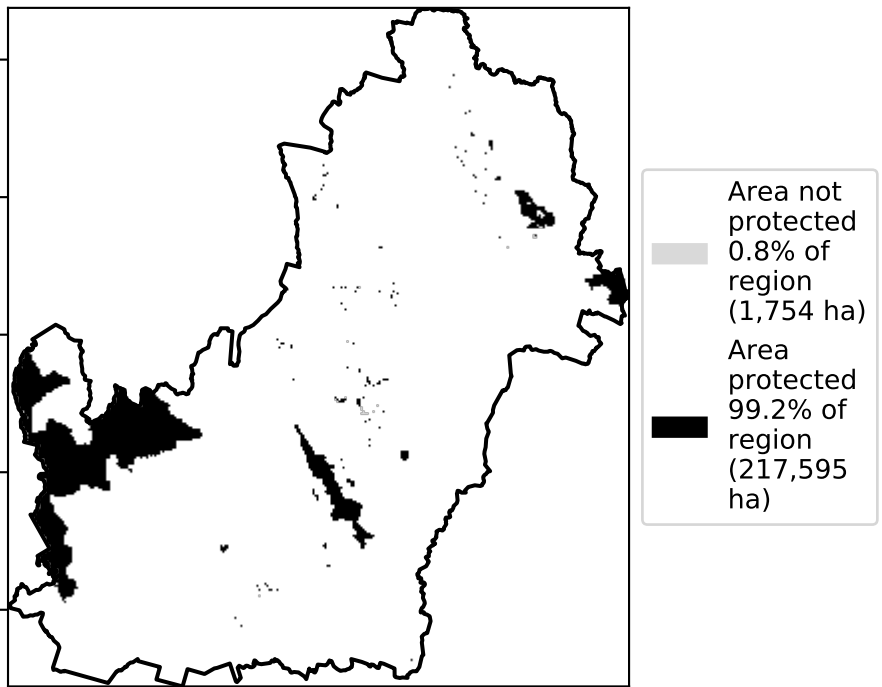 Area not
protected
0.8% of
region
(1,754 ha)
Area
protected
99.2% of
region
(217,595
ha)